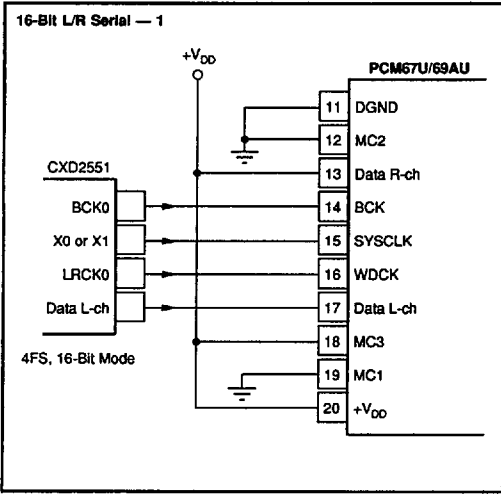 16-Bit L/R Serial — 1
+VDD
PCM67U/69AU
11 DGND
12 MC2
13 Data R-ch
CXD2551
BCK0
14 BCK
X0 or X1
15 SYSCLK
LRCK0
16 WDCK
Data L-ch
17 Data L-ch
18 MC3
4FS, 16-Bit Mode
19 MC1
20 +VDD